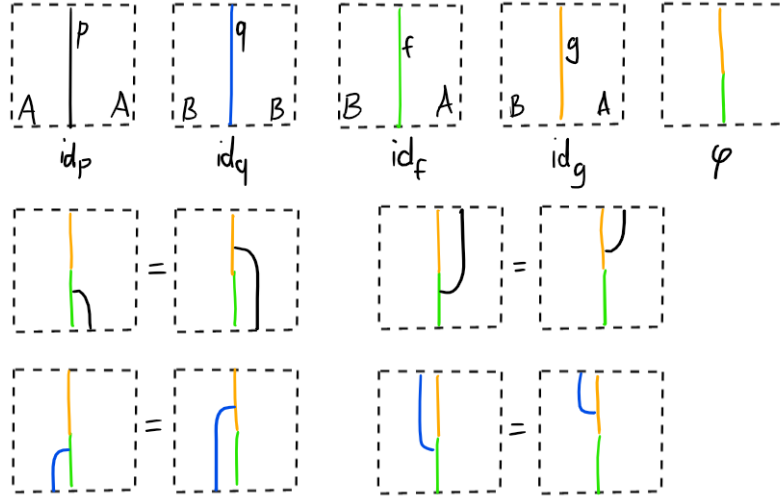 p q f g
A A B B B A B A
id_p id_q id_f id_g φ
= =
= =